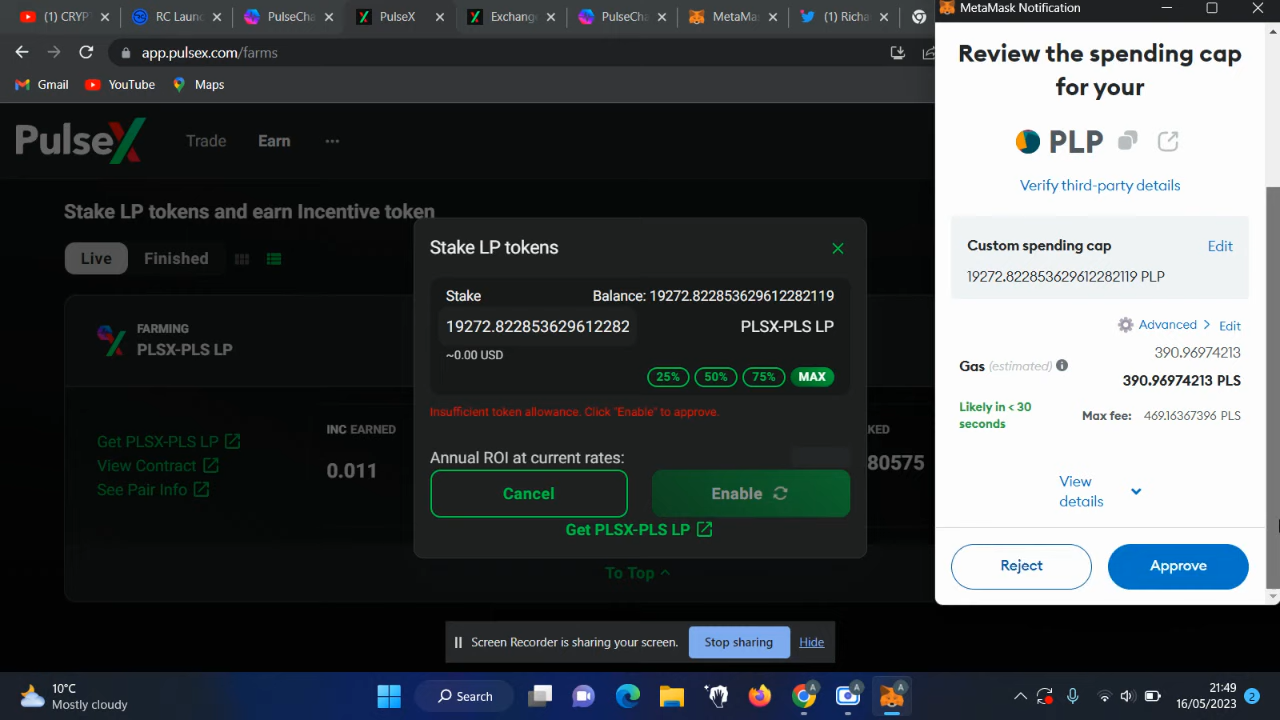 (1) CRYP
RC Laun
PulseCha
PulseX
Exchang
PulseCha
MetaMa
(1) Richa
MetaMask Notification
app.pulsex.com/farms
Gmail
YouTube
Maps
PulseX
Trade
Earn
Stake LP tokens and earn Incentive token
Live
Finished
FARMING
PLSX-PLS LP
Get PLSX-PLS LP
View Contract
See Pair Info
INC EARNED
0.011
KED
80575
To Top
Stake LP tokens
Stake
Balance: 19272.822853629612282119
19272.822853629612282
PLSX-PLS LP
~0.00 USD
25%
50%
75%
MAX
Insufficient token allowance. Click "Enable" to approve.
Annual ROI at current rates:
Cancel
Enable
Get PLSX-PLS LP
Review the spending cap
for your
PLP
Verify third-party details
Custom spending cap
Edit
19272.822853629612282119 PLP
Advanced
Edit
390.96974213
Gas (estimated)
390.96974213 PLS
Likely in < 30
seconds
Max fee: 469.16367396 PLS
View
details
Reject
Approve
Screen Recorder is sharing your screen.
Stop sharing
Hide
10°C
Mostly cloudy
Search
21:49
16/05/2023
2